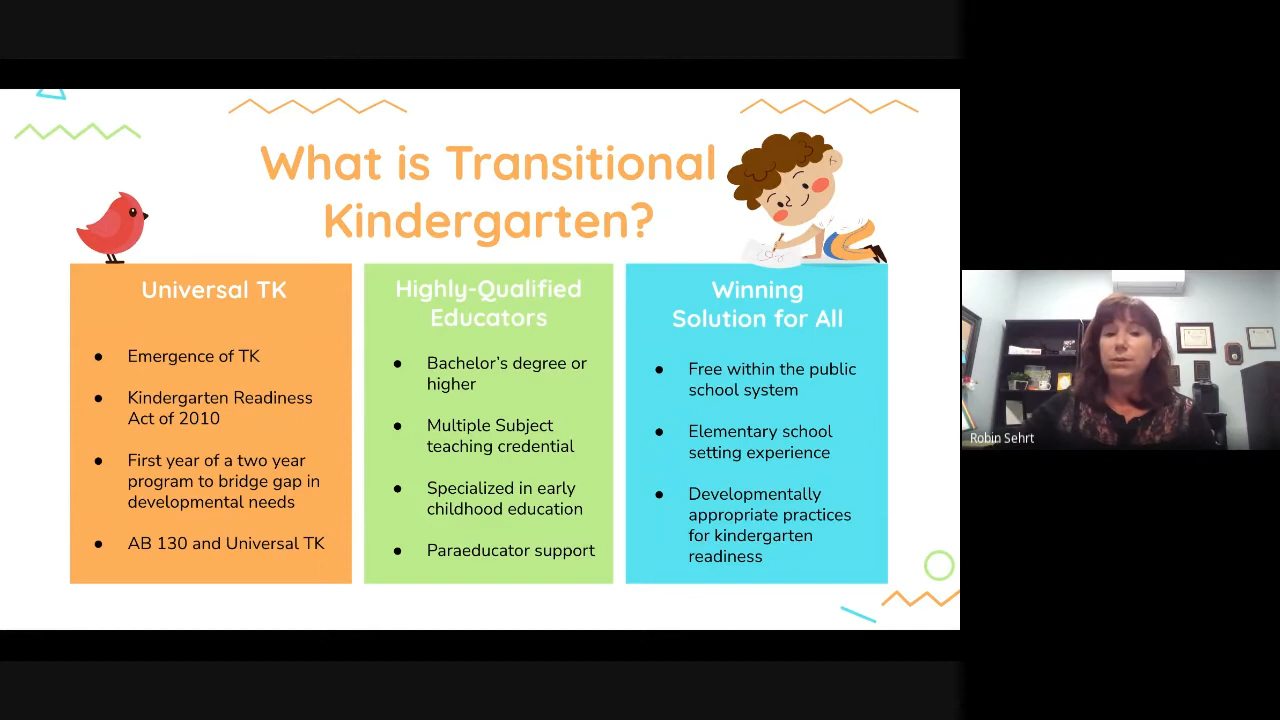 What is Transitional
Kindergarten?
Universal TK
● Emergence of TK
● Kindergarten Readiness
Act of 2010
● First year of a two year
program to bridge gap in
developmental needs
● AB 130 and Universal TK
Highly-Qualified
Educators
● Bachelor's degree or
higher
● Multiple Subject
teaching credential
● Specialized in early
childhood education
● Paraeducator support
Winning
Solution for All
● Free within the public
school system
● Elementary school
setting experience
● Developmentally
appropriate practices
for kindergarten
readiness
Robin Sehrt